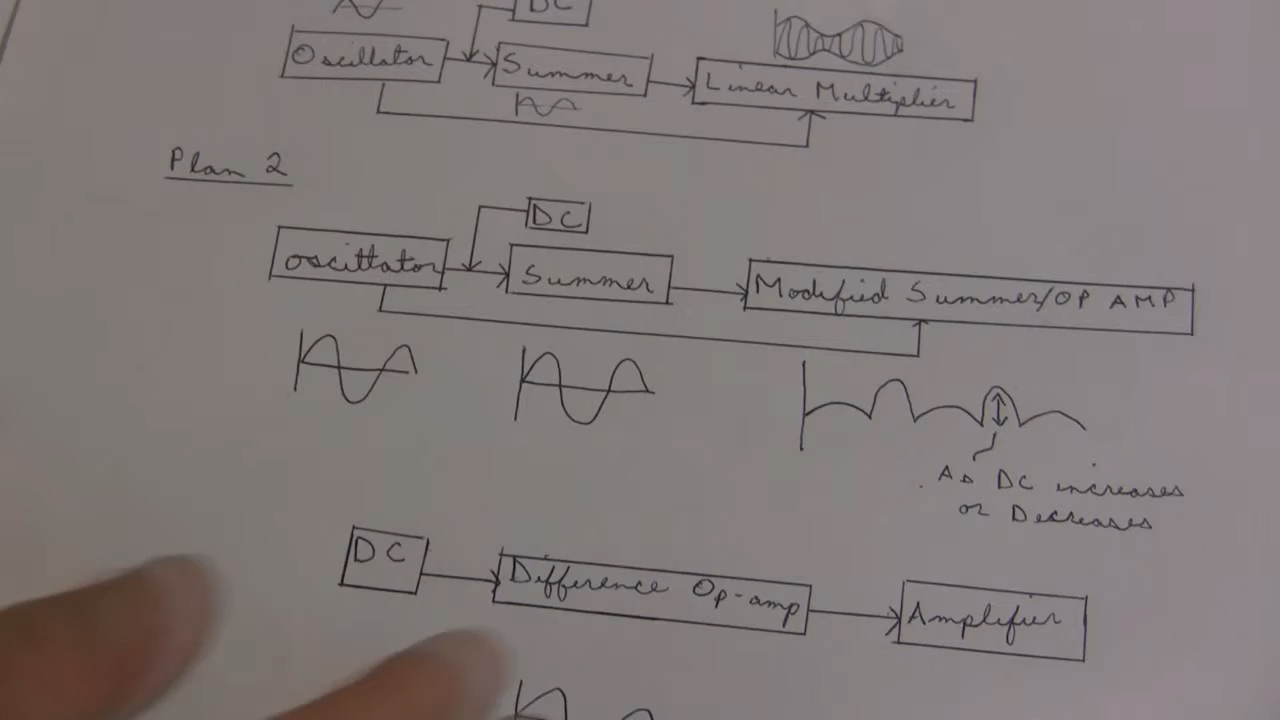 DC
Oscillator
Summer
Linear Multiplier
Plan 2
DC
oscillator
Summer
Modified Summer/OP AMP
As DC increases
or Decreases
DC
Difference Op-amp
Amplifier